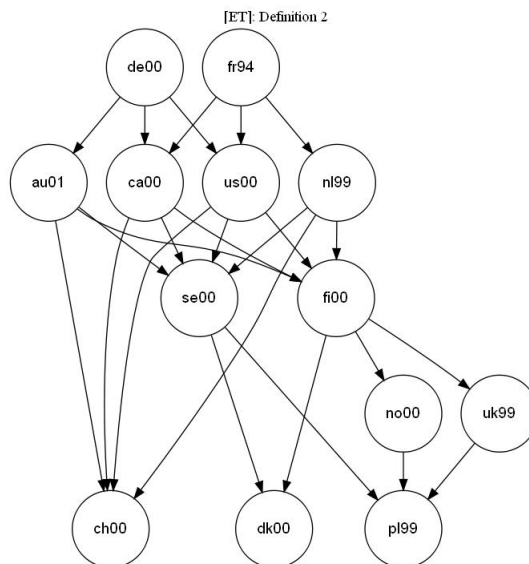 [ET]: Definition 2
de00
fr94
au01
ca00
us00
nl99
se00
fi00
no00
uk99
ch00
dk00
pl99